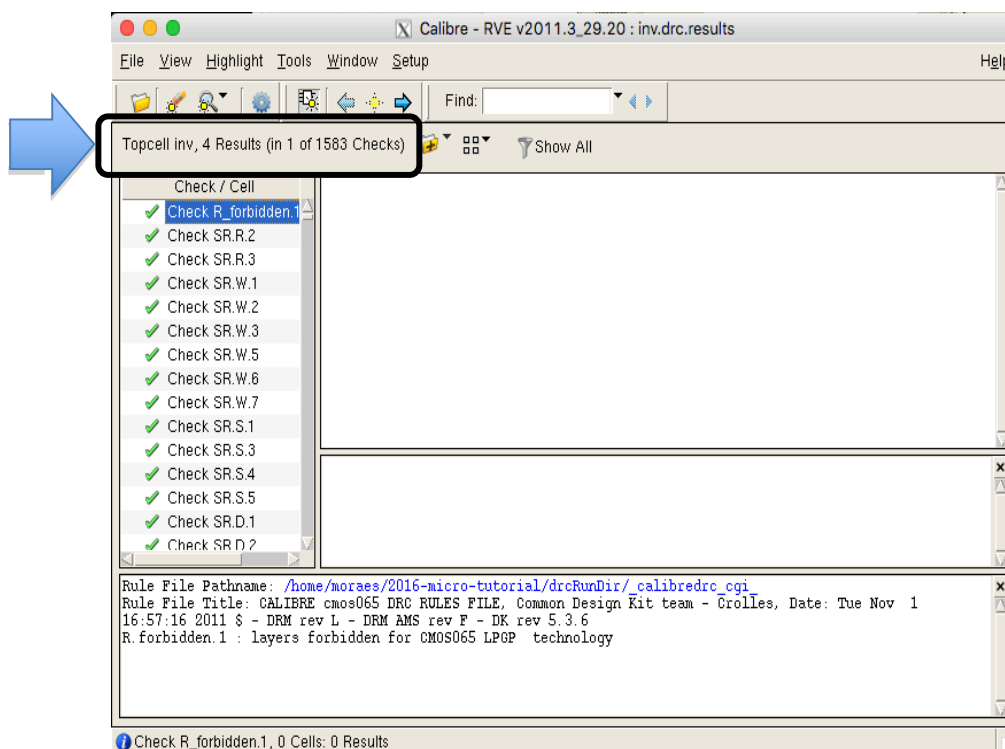 Calibre - RVE v2011.3_29.20 : inv.drc.results
File View Highlight Tools Window Setup Help
Find:
Topcell inv, 4 Results (in 1 of 1583 Checks)
Show All
Check / Cell
Check R_forbidden.1
Check SR.R.2
Check SR.R.3
Check SR.W.1
Check SR.W.2
Check SR.W.3
Check SR.W.5
Check SR.W.6
Check SR.W.7
Check SR.S.1
Check SR.S.3
Check SR.S.4
Check SR.S.5
Check SR.D.1
Check SR.D.2
Rule File Pathname: /home/moraes/2016-micro-tutorial/drcRunDir/_calibredrc_cgi_
Rule File Title: CALIBRE cmos065 DRC RULES FILE, Common Design Kit team - Crolles, Date: Tue Nov 1
16:57:16 2011 $ - DRM rev L - DRM AMS rev F - DK rev 5.3.6
R.forbidden.1 : layers forbidden for CMOS065 LPGP technology
Check R_forbidden.1, 0 Cells: 0 Results